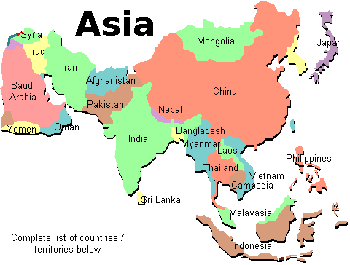 Asia
Syria
Iraq
Iran
Saudi
Arabia
Yemen
Oman
Afghanistan
Pakistan
India
Nepal
Bangladesh
Sri Lanka
Mongolia
China
Japan
Myanmar
Laos
Thailand
Vietnam
Cambodia
Philippines
Malaysia
Indonesia
Complete list of countries /
territories below